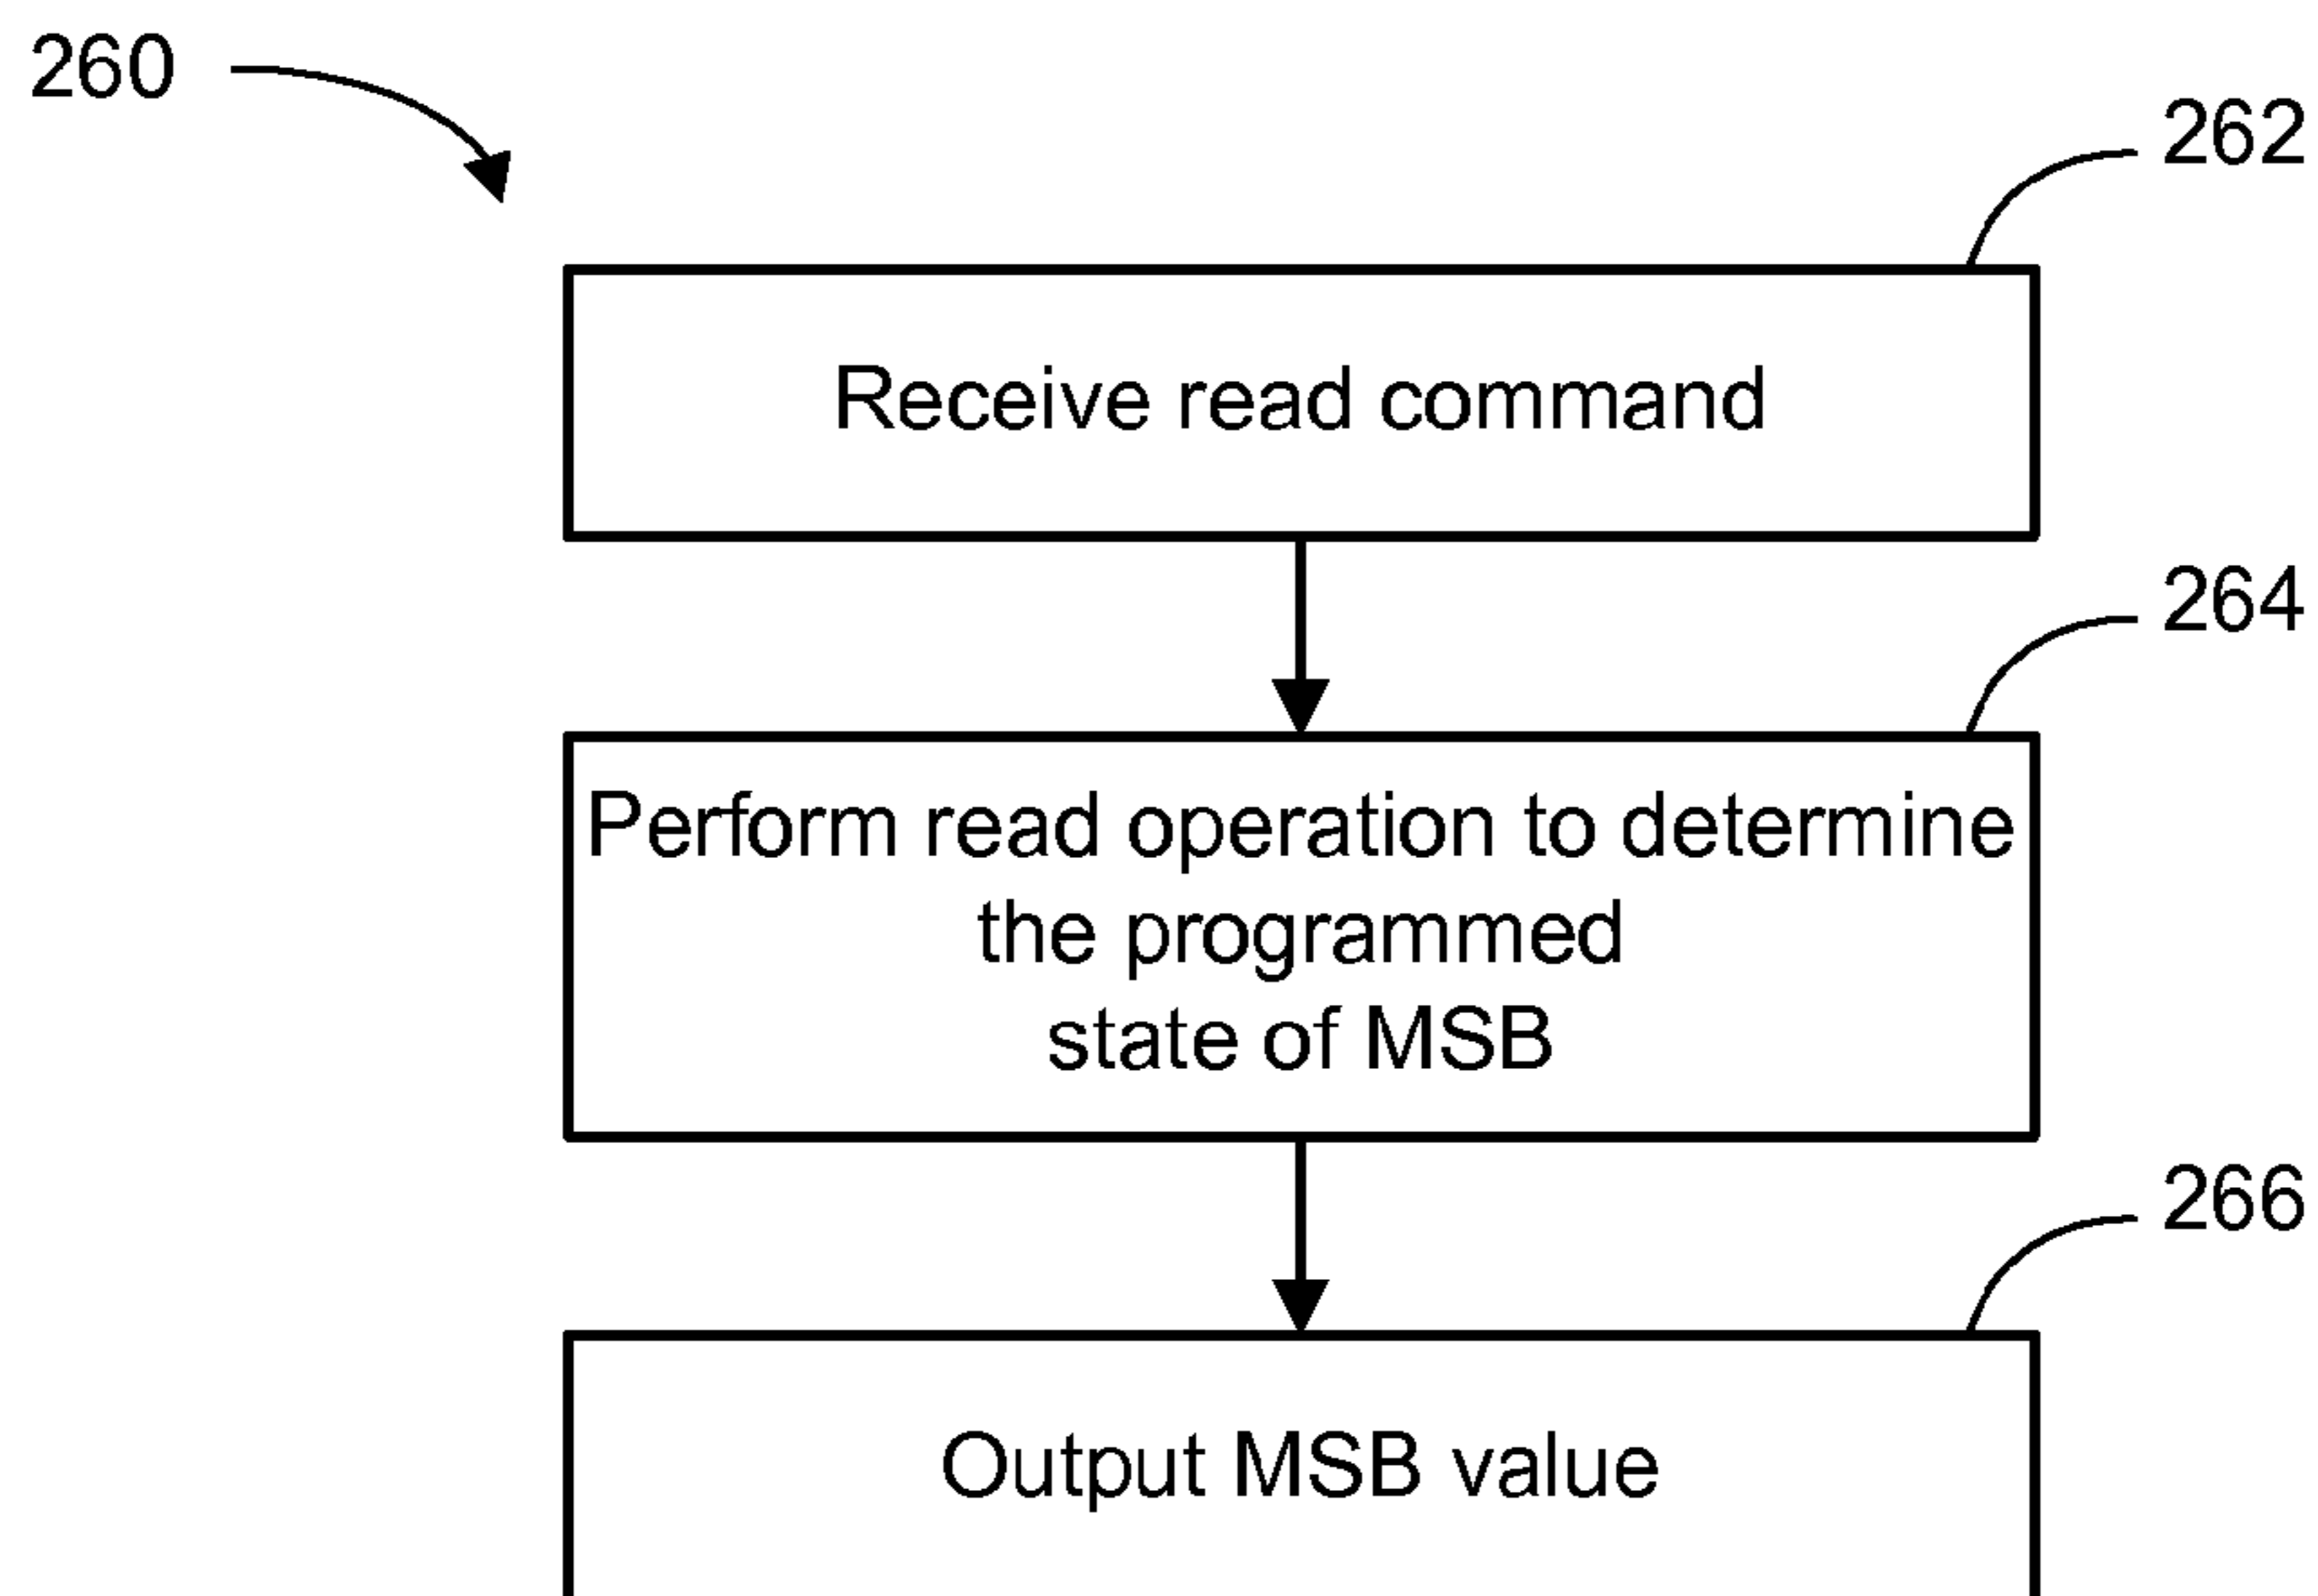 260
262
Receive read command
264
Perform read operation to determine
the programmed
state of MSB
266
Output MSB value